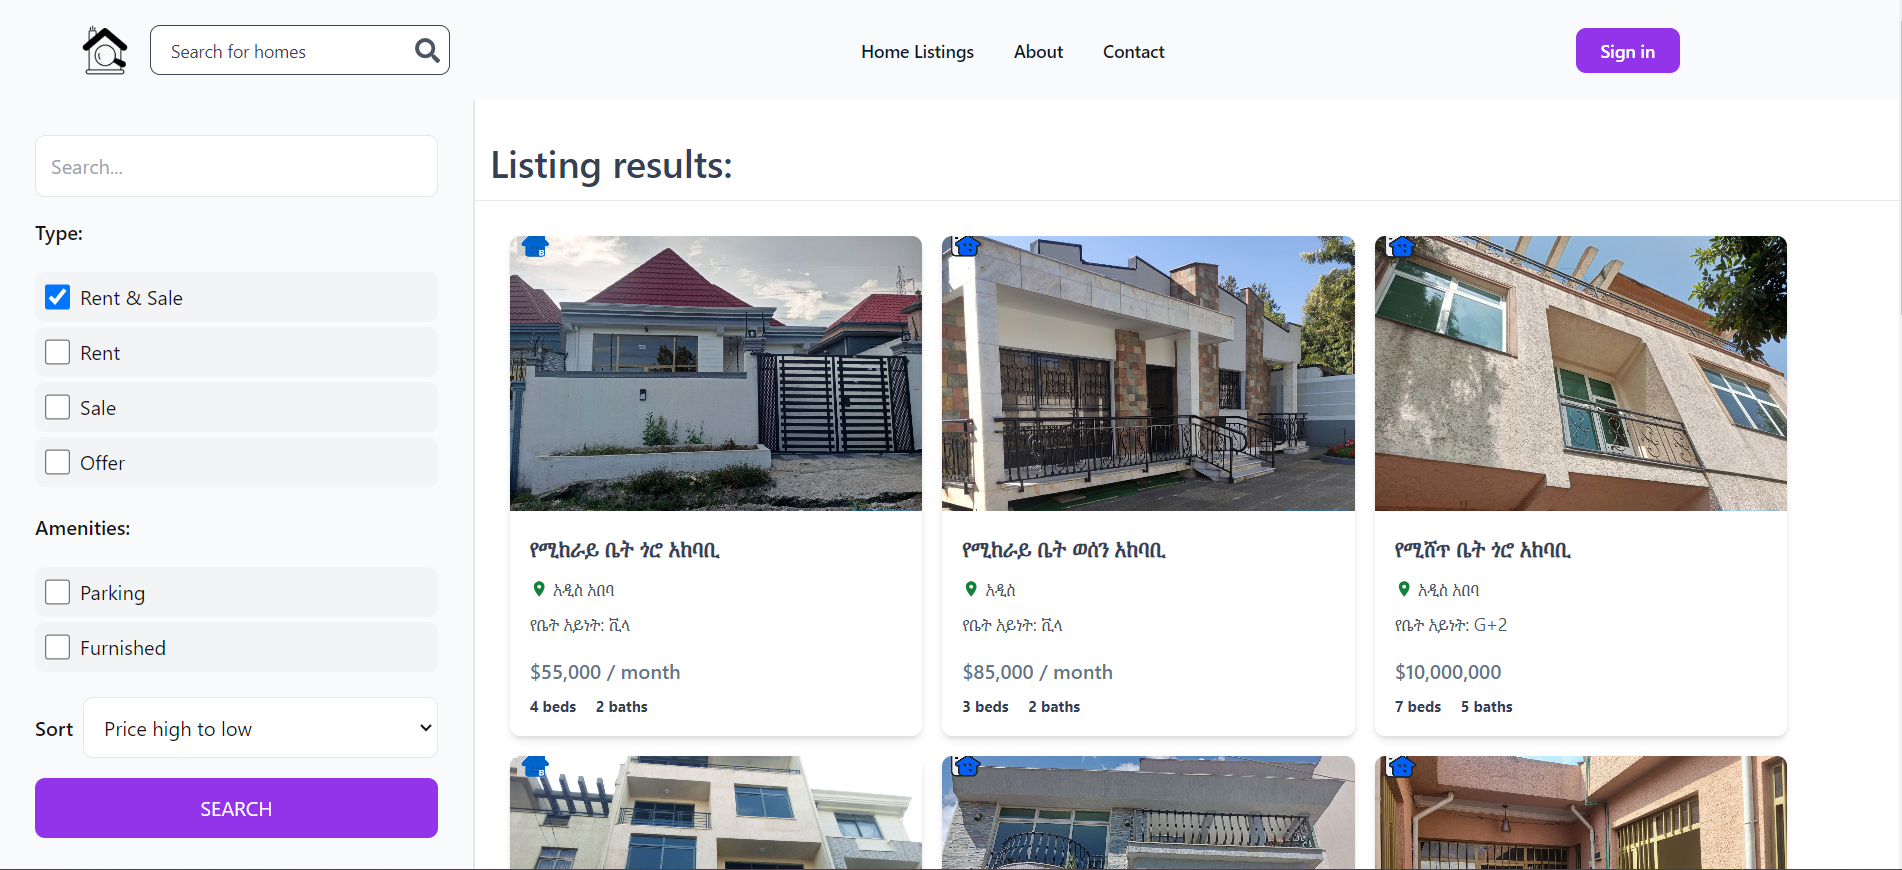 Search for homes
Home Listings
About
Contact
Sign in
Search...
Type:
Rent & Sale
Rent
Sale
Offer
Amenities:
Parking
Furnished
Sort
Price high to low
SEARCH
Listing results:
የሚከራይ ቤት ጎሮ አከባቢ
አዲስ አበባ
የቤት አይነት: ቪላ
$55,000 / month
4 beds 2 baths
የሚከራይ ቤት ወሰን አከባቢ
አዲስ
የቤት አይነት: ቪላ
$85,000 / month
3 beds 2 baths
የሚሸጥ ቤት ጎሮ አከባቢ
አዲስ አበባ
የቤት አይነት: G+2
$10,000,000
7 beds 5 baths